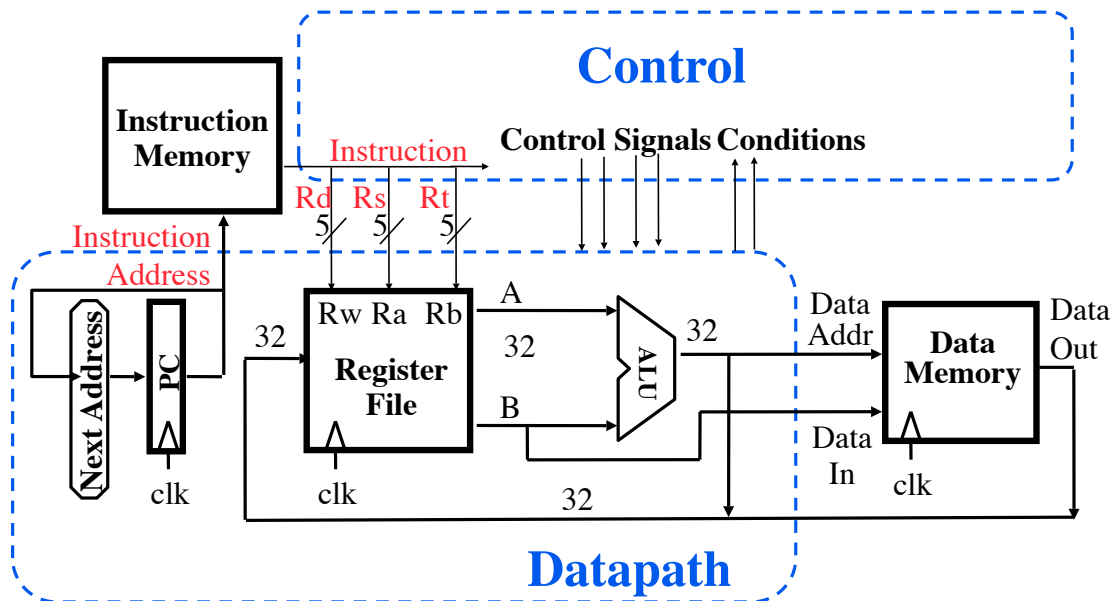 Control
Instruction
Memory
Control Signals Conditions
Instruction
Rd Rs Rt
5 5 5
Instruction
Address
Rw Ra Rb
A
32
32
32
Data
Addr
Data
Memory
Data
Out
Next Address
PC
Register
File
ALU
B
Data
In
clk
clk
clk
32
Datapath